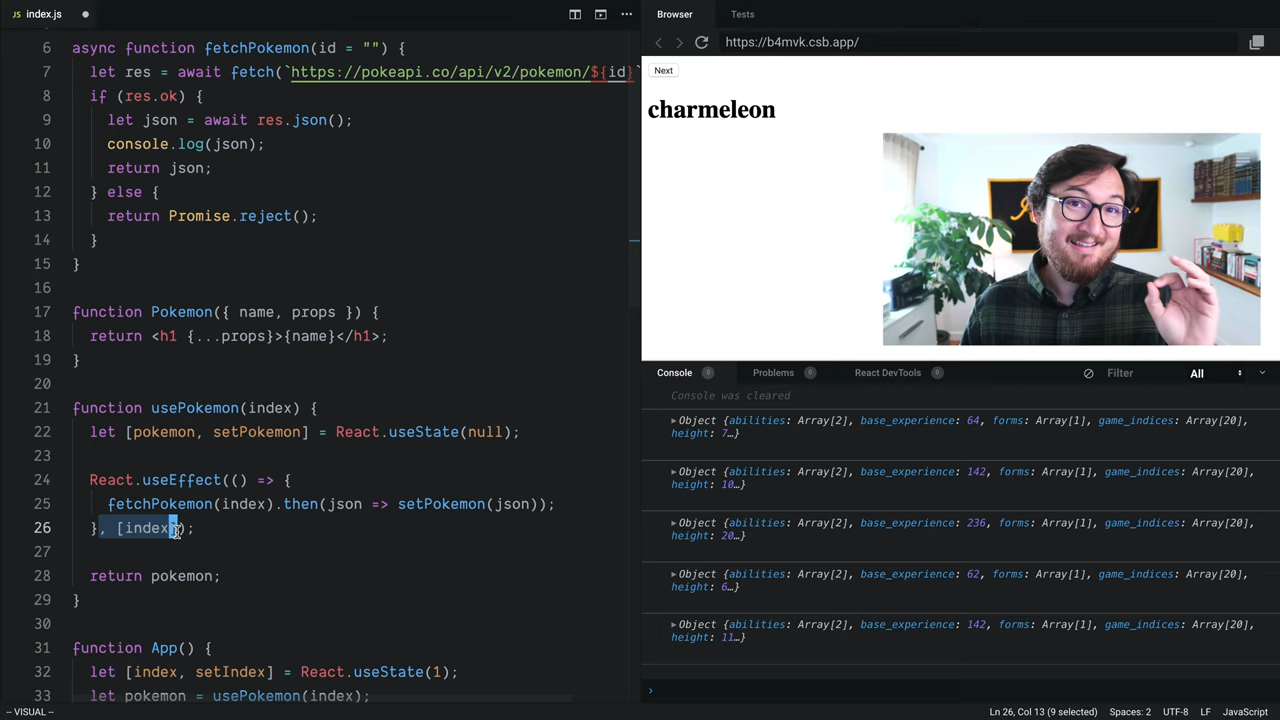 JS index.js
6 async function fetchPokemon(id = "") {
7 let res = await fetch(`https://pokeapi.co/api/v2/pokemon/${id}`
8 if (res.ok) {
9 let json = await res.json();
10 console.log(json);
11 return json;
12 } else {
13 return Promise.reject();
14 }
15 }
16
17 function Pokemon({ name, props }) {
18 return <h1 {...props}>{name}</h1>;
19 }
20
21 function usePokemon(index) {
22 let [pokemon, setPokemon] = React.useState(null);
23
24 React.useEffect(() => {
25 fetchPokemon(index).then(json => setPokemon(json));
26 }, [index]);
27
28 return pokemon;
29 }
30
31 function App() {
32 let [index, setIndex] = React.useState(1);
33 let pokemon = usePokemon(index);
-- VISUAL --
Browser Tests
https://b4mvk.csb.app/
Next
charmeleon
Console 0 Problems 0 React DevTools 0 Filter All
Console was cleared
Object {abilities: Array[2], base_experience: 64, forms: Array[1], game_indices: Array[20],
height: 7…}
Object {abilities: Array[2], base_experience: 142, forms: Array[1], game_indices: Array[20],
height: 10…}
Object {abilities: Array[2], base_experience: 236, forms: Array[1], game_indices: Array[20],
height: 20…}
Object {abilities: Array[2], base_experience: 62, forms: Array[1], game_indices: Array[20],
height: 6…}
Object {abilities: Array[2], base_experience: 142, forms: Array[1], game_indices: Array[20],
height: 11…}
Ln 26, Col 13 (9 selected) Spaces: 2 UTF-8 LF JavaScript